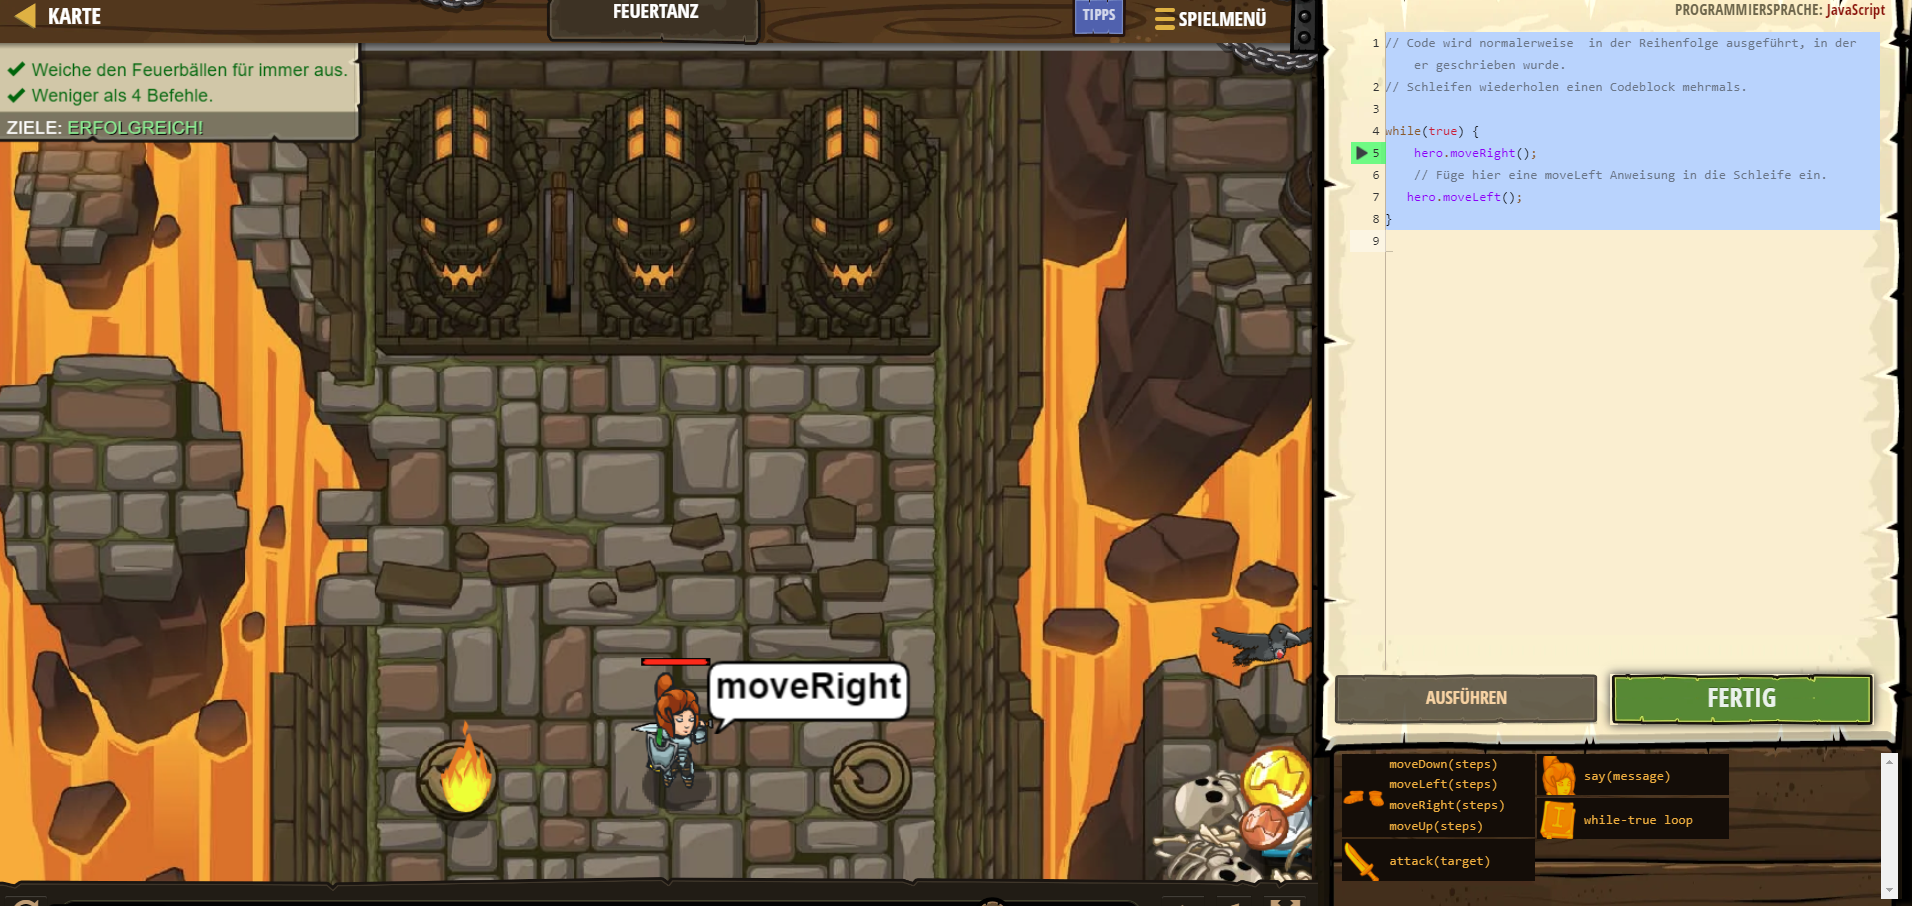 KARTE
FEUERTANZ
TIPPS
SPIELMENÜ
PROGRAMMIERSPRACHE: JavaScript
Weiche den Feuerbällen für immer aus.
Weniger als 4 Befehle.
ZIELE: ERFOLGREICH!
1 // Code wird normalerweise  in der Reihenfolge ausgeführt, in der
er geschrieben wurde.
2 // Schleifen wiederholen einen Codeblock mehrmals.
3
4 while(true) {
5 hero.moveRight();
6 // Füge hier eine moveLeft Anweisung in die Schleife ein.
7 hero.moveLeft();
8 }
9
moveRight
AUSFÜHREN
FERTIG
moveDown(steps)
moveLeft(steps)
moveRight(steps)
moveUp(steps)
attack(target)
say(message)
while-true loop